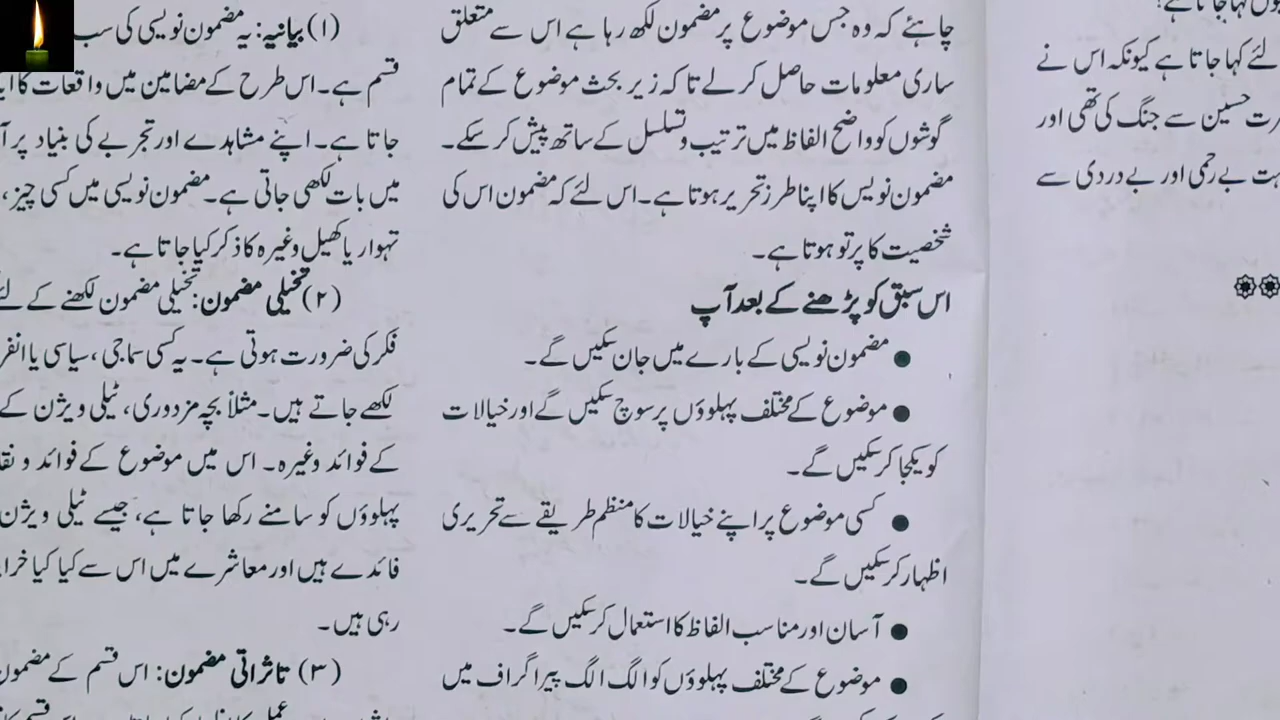 لئے کہا جاتا ہے کیونکہ اس نے
حسین سے جنگ کی تھی اور
بے رحمی اور بے دردی سے
چاہئے کہ وہ جس موضوع پر مضمون لکھ رہا ہے اس سے متعلق
ساری معلومات حاصل کر لے تاکہ زیر بحث موضوع کے تمام
گوشوں کو واضح الفاظ میں ترتیب و تسلسل کے ساتھ پیش کر سکے۔
مضمون نویس کا اپنا طرز تحریر ہوتا ہے۔ اس لئے کہ مضمون اس کی
شخصیت کا پرتو ہوتا ہے۔
اس سبق کو پڑھنے کے بعد آپ
● مضمون نویسی کے بارے میں جان سکیں گے۔
● موضوع کے مختلف پہلوؤں پر سوچ سکیں گے اور خیالات
کو یکجا کر سکیں گے۔
● کسی موضوع پر اپنے خیالات کا منظم طریقے سے تحریری
اظہار کر سکیں گے۔
● آسان اور مناسب الفاظ کا استعمال کر سکیں گے۔
● موضوع کے مختلف پہلوؤں کو الگ الگ پیراگراف میں
(۱) بیانیہ: یہ مضمون نویسی کی سب
قسم ہے۔ اس طرح کے مضامین میں واقعات کا
جاتا ہے۔ اپنے مشاہدے اور تجربے کی بنیاد پر
میں بات لکھی جاتی ہے۔ مضمون نویسی میں کسی چیز،
تہوار یا کھیل وغیرہ کا ذکر کیا جاتا ہے۔
(۲) تخیلی مضمون: تخیلی مضمون لکھنے کے لئے
فکر کی ضرورت ہوتی ہے۔ یہ کسی سماجی، سیاسی یا
لکھے جاتے ہیں۔ مثلاً بچہ مزدوری، ٹیلی ویژن کے
کے فوائد وغیرہ۔ اس میں موضوع کے فوائد و
پہلوؤں کو سامنے رکھا جاتا ہے، جیسے ٹیلی ویژن
فائدے ہیں اور معاشرے میں اس سے کیا کیا
رہی ہیں۔
(۳) تاثراتی مضمون: اس قسم کے مضمون